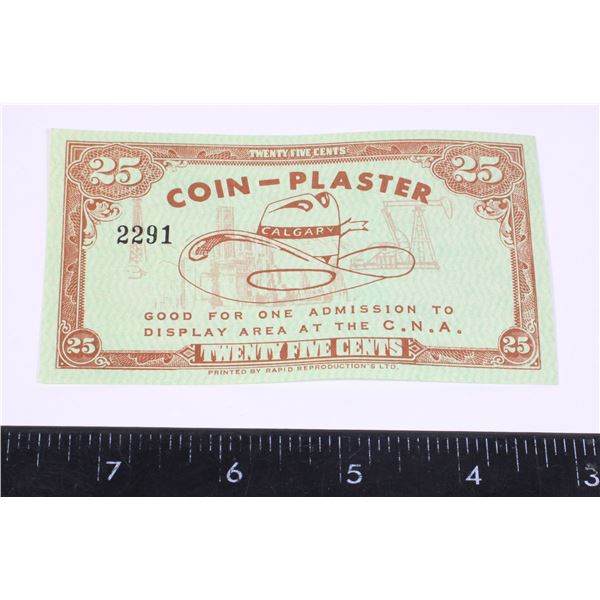 25 TWENTY FIVE CENTS 25
COIN-PLASTER
2291
CALGARY
GOOD FOR ONE ADMISSION TO
DISPLAY AREA AT THE C.N.A.
25 TWENTY FIVE CENTS 25
PRINTED BY RAPID REPRODUCTION'S LTD.
7 6 5 4 3